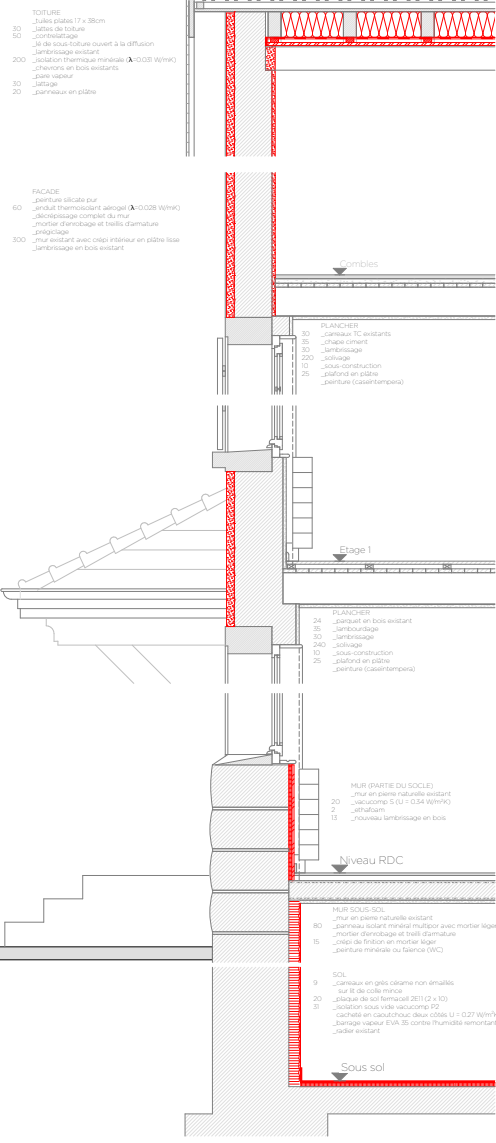 TOITURE
_tuiles plates 17 x 38cm
30 _lattes de toiture
50 _contrelattage
_lé de sous toiture ouvert à la diffusion
_lambrissage existant
200 _isolation thermique minérale (λ=0.031 W/mK)
_chevrons en bois existants
_pare vapeur
30 _lattage
20 _panneaux en plâtre
FACADE
_peinture silicate pur
60 _enduit thermoisolant aérogel (λ=0.028 W/mK)
_décrépissage complet du mur
_mortier d'enrobage et treillis d'armature
_prégiclage
300 _mur existant avec crépi intérieur en plâtre lisse
_lambrissage en bois existant
Combles
PLANCHER
30 _carreaux TC existants
35 _chape ciment
30 _lambrissage
220 _solivage
10 _sous-construction
25 _plafond en plâtre
_peinture (caseintempera)
Etage 1
PLANCHER
24 _parquet en bois existant
35 _lambourdage
30 _lambrissage
240 _solivage
10 _sous-construction
25 _plafond en plâtre
_peinture (caseintempera)
MUR (PARTIE DU SOCLE)
_mur en pierre naturelle existant
20 _vacucomp S (U = 0.34 W/m²K)
2 _ethafoam
13 _nouveau lambrissage en bois
Niveau RDC
MUR SOUS-SOL
_mur en pierre naturelle existant
80 _panneau isolant minéral multipor avec mortier léger
_mortier d'enrobage et treilli d'armature
15 _crépi de finition en mortier léger
_peinture minérale ou faïence (WC)
SOL
9 _carreaux en grès cérame non émaillés
sur lit de colle mince
20 _plaque de sol fermacell 2E11 (2 x 10)
31 _isolation sous vide vacucomp P2
cacheté en caoutchouc deux côtés U = 0.27 W/m²K
_barrage vapeur EVA 35 contre l'humidité remontant
_radier existant
Sous sol